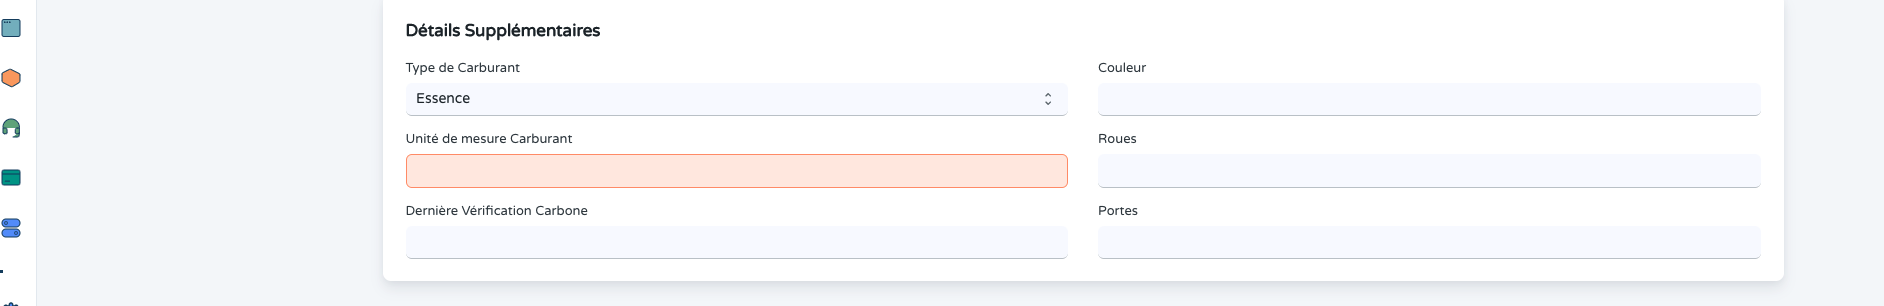 Détails Supplémentaires
Type de Carburant
Couleur
Essence
Unité de mesure Carburant
Roues
Dernière Vérification Carbone
Portes